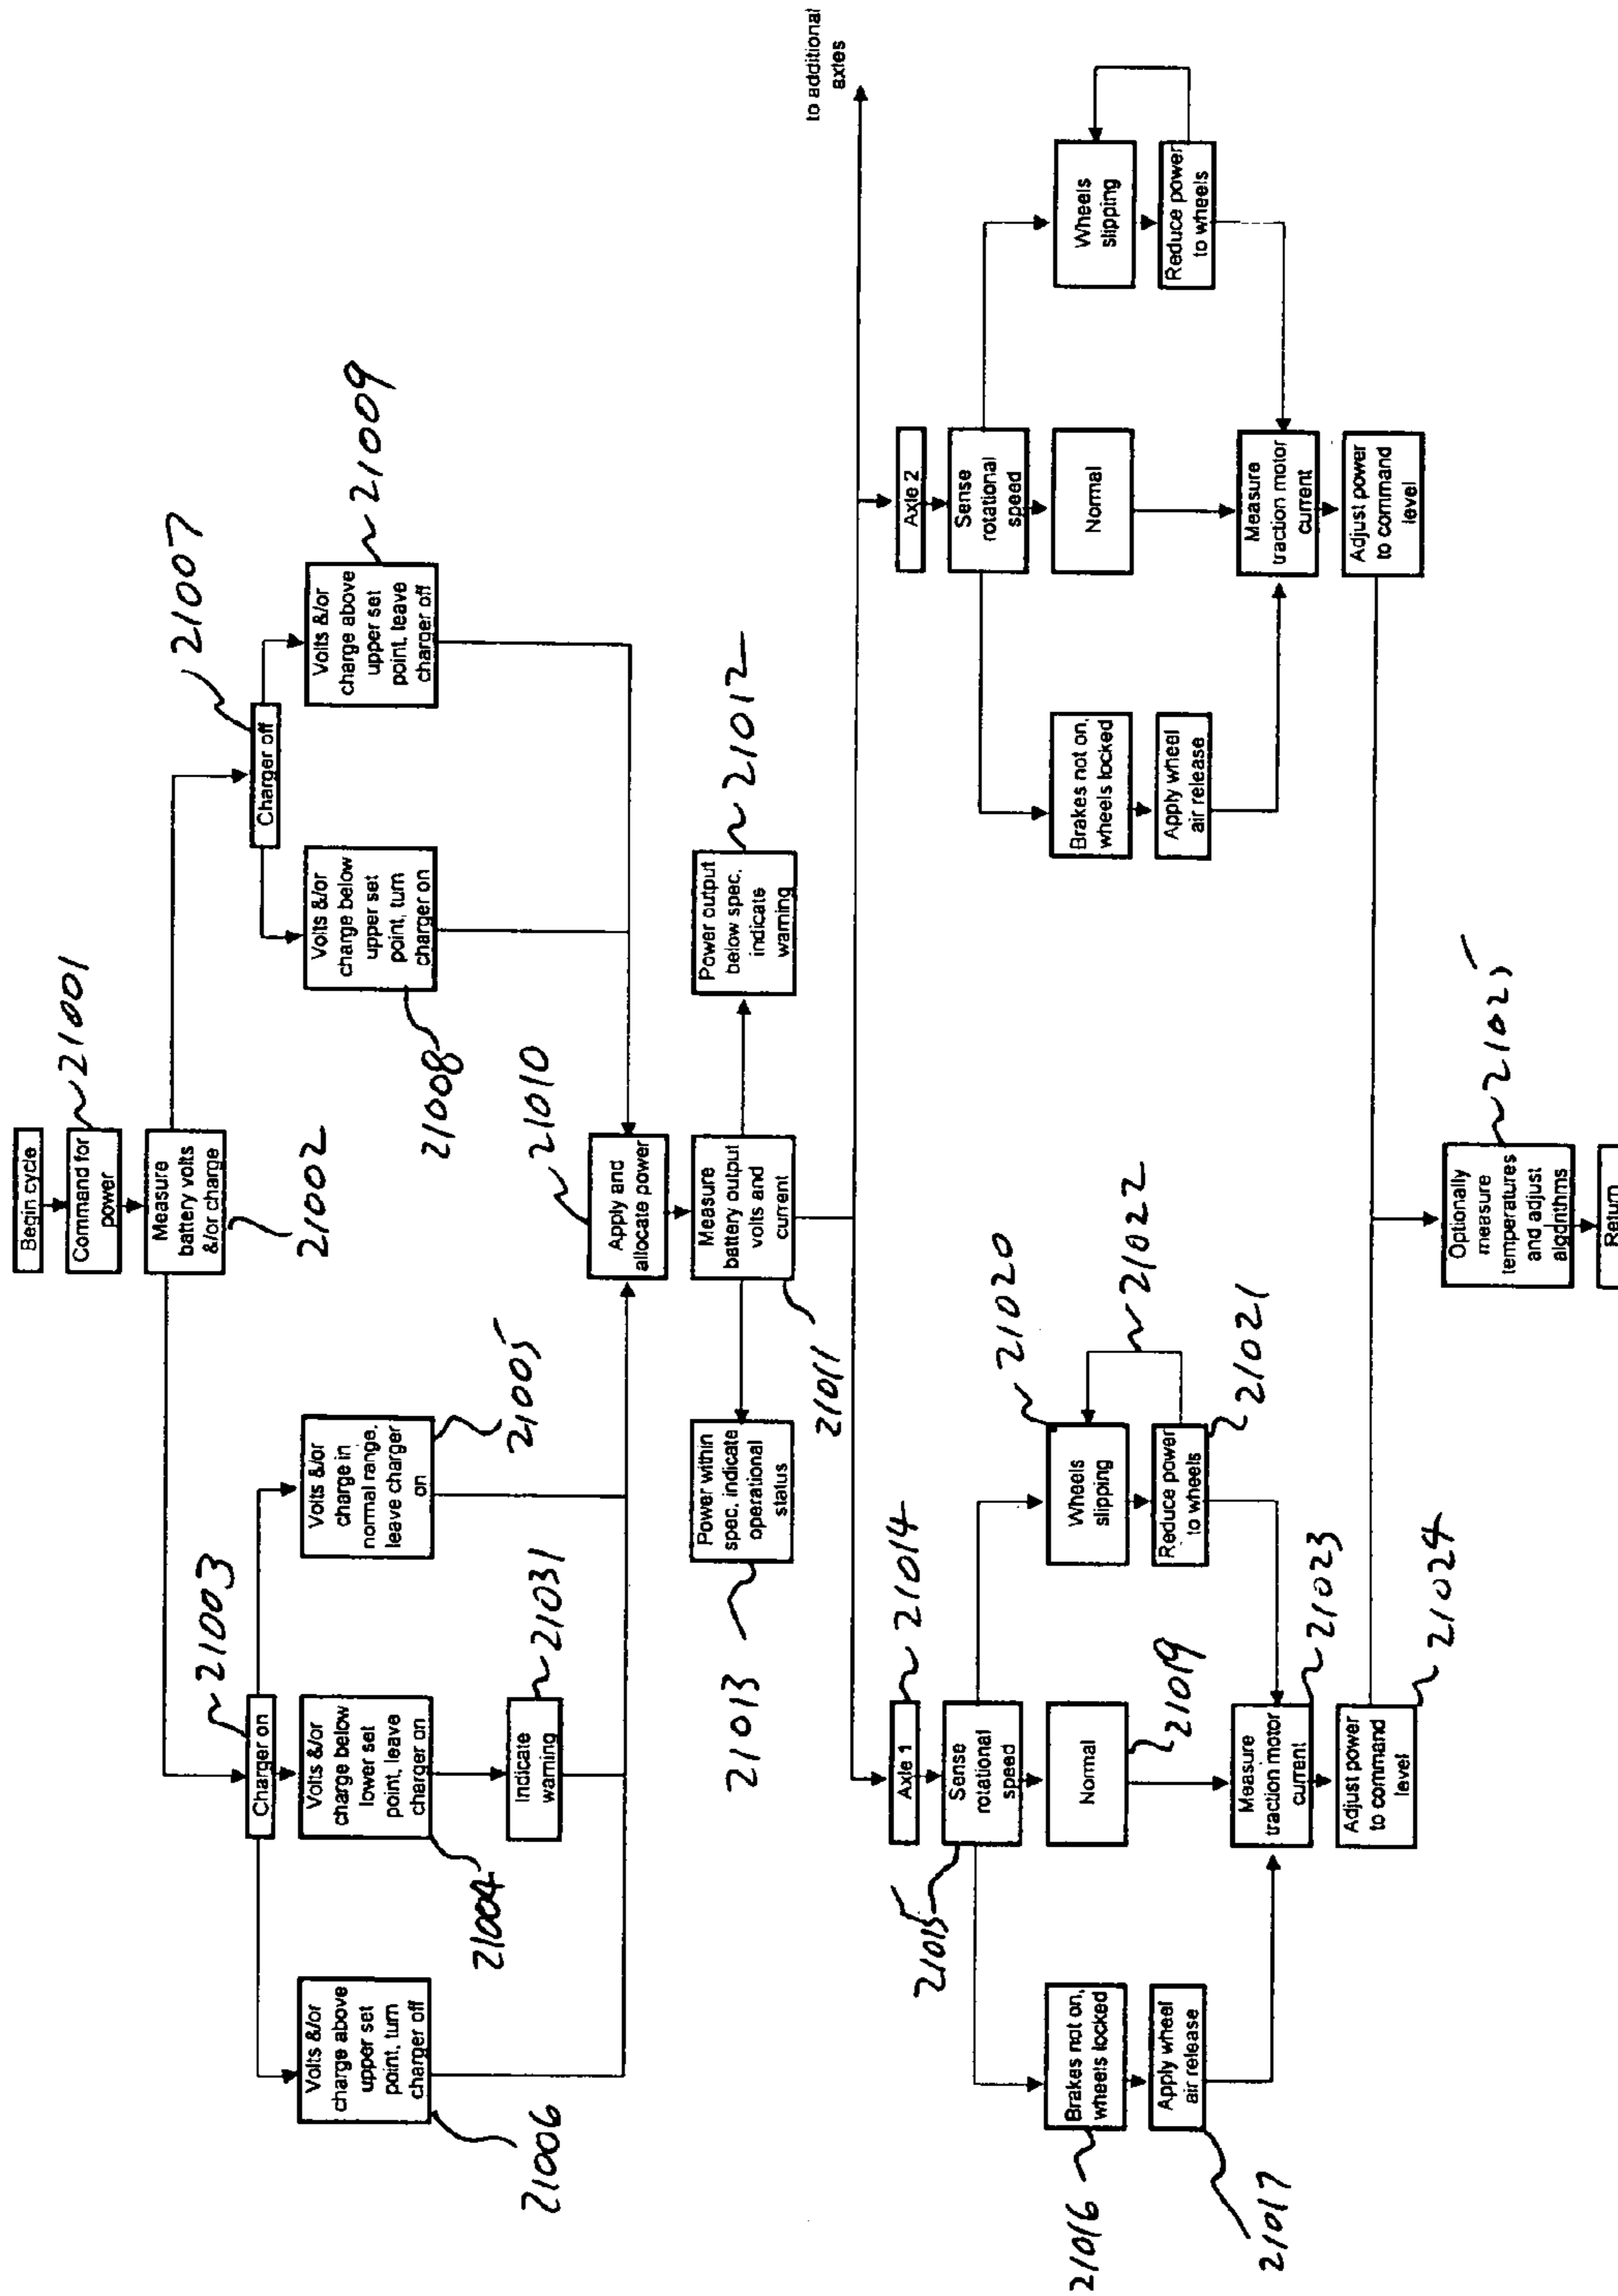 Begin cycle
Command for
power
21001
Measure
battery volts
&/or charge
21002
Charger on
21003
Charger off
21007
Volts &/or
charge above
upper set
point, turn
charger off
21006
Volts &/or
charge below
lower set
point, leave
charger on
21004
Volts &/or
charge in
normal range,
leave charger
on
21005
Volts &/or
charge below
upper set
point, turn
charger on
21008
Volts &/or
charge above
upper set
point, leave
charger off
21009
Indicate
warning
21031
Apply and
allocate power
21010
Power within
spec, indicate
operational
status
21013
Measure
battery output
volts and
current
21011
Power output
below spec,
indicate
warning
21012
to additional
axles
Axle 1
21014
Sense
rotational
speed
21015
Brakes not on,
wheels locked
21016
Apply wheel
air release
21017
Normal
21019
Wheels
slipping
21020
Reduce power
to wheels
21021
21022
Measure
traction motor
current
21023
Adjust power
to command
level
21024
Axle 2
Sense
rotational
speed
Brakes not on,
wheels locked
Apply wheel
air release
Normal
Wheels
slipping
Reduce power
to wheels
Measure
traction motor
current
Adjust power
to command
level
Optionally
measure
temperatures
and adjust
algorithms
21025
Return